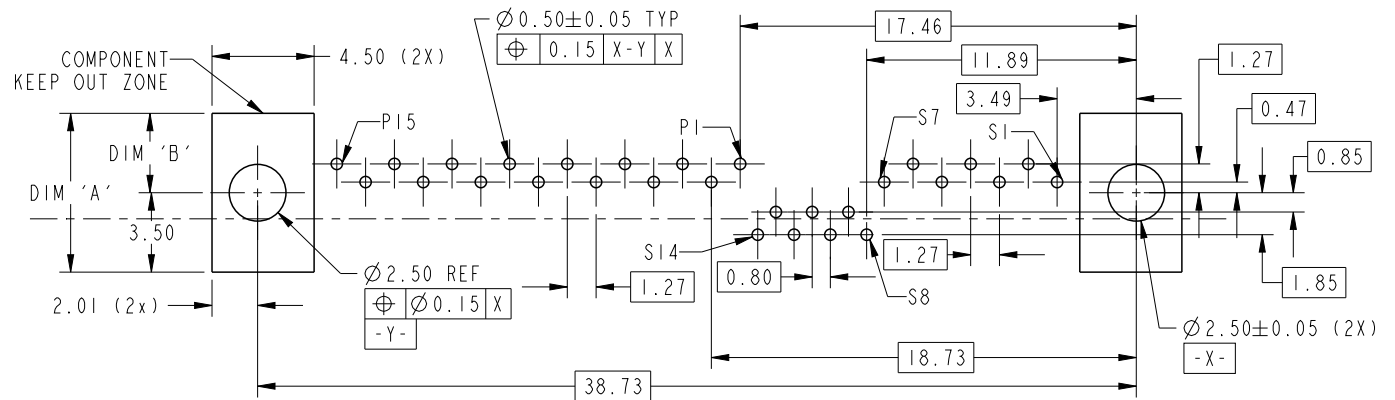 Ø0.50±0.05 TYP
⌖ 0.15 X-Y X
17.46
COMPONENT
KEEP OUT ZONE
4.50 (2X)
11.89
1.27
3.49
0.47
P15
P1
S7
S1
DIM 'B'
0.85
DIM 'A'
3.50
S14
Ø2.50 REF
⌖ Ø0.15 X
-Y-
1.27
0.80
1.27
S8
1.85
2.01 (2x)
Ø2.50±0.05 (2X)
-X-
18.73
38.73